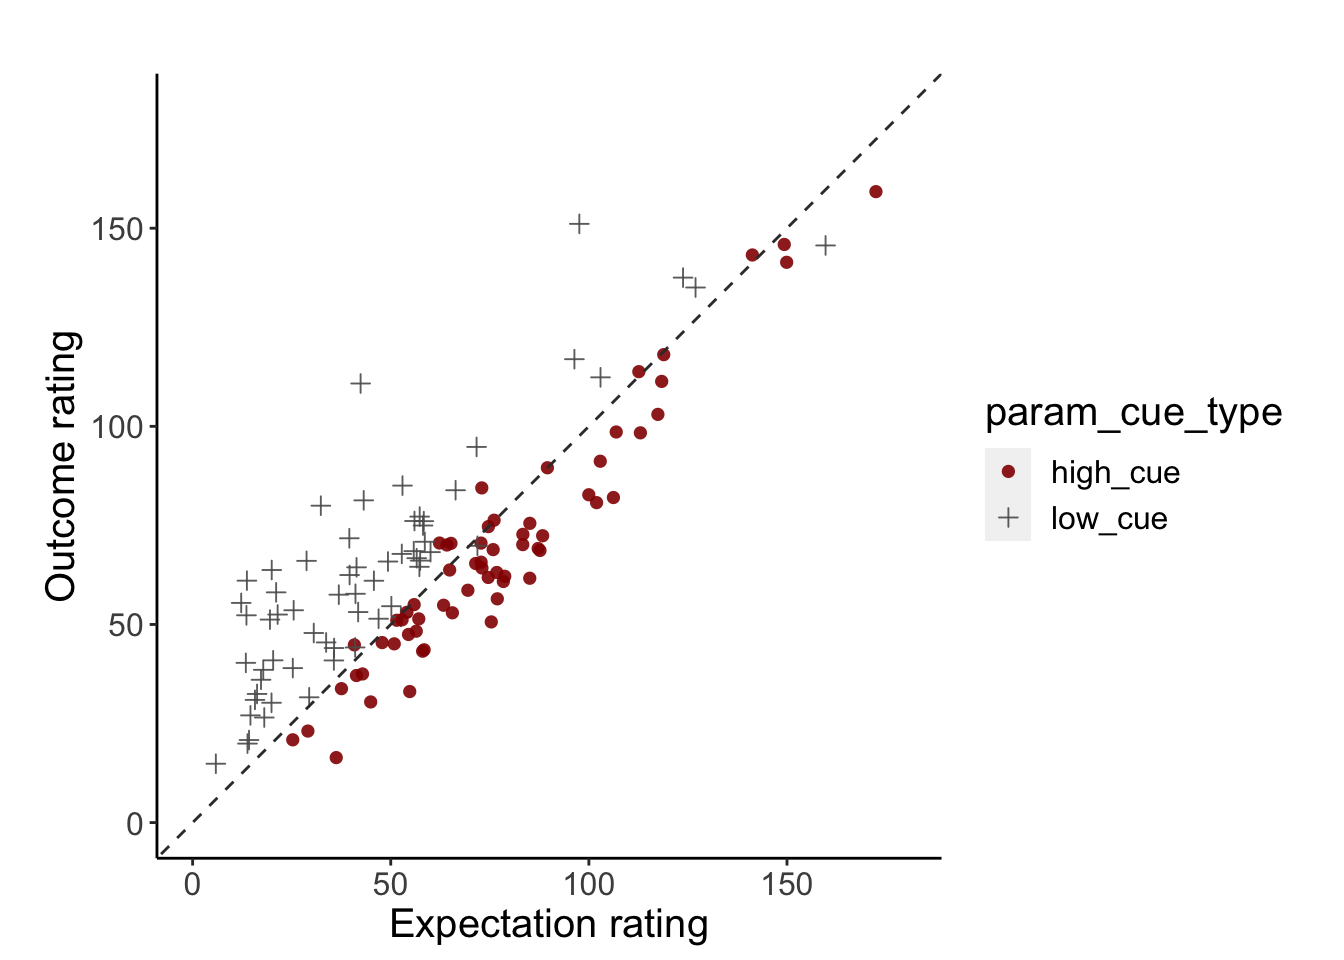 150
100
50
0
Outcome rating
0 50 100 150
Expectation rating
param_cue_type
high_cue
low_cue